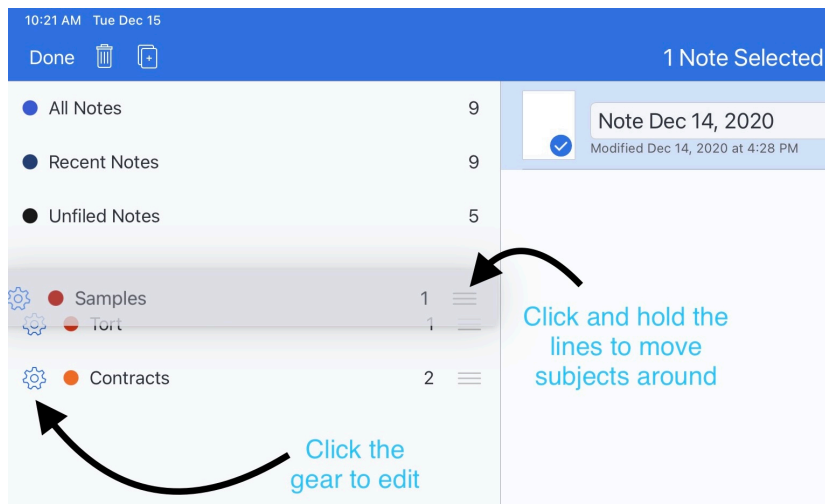 10:21 AM Tue Dec 15
Done
1 Note Selected
All Notes 9
Recent Notes 9
Unfiled Notes 5
Samples 1
Tort 1
Contracts 2
Note Dec 14, 2020
Modified Dec 14, 2020 at 4:28 PM
Click and hold the
lines to move
subjects around
Click the
gear to edit